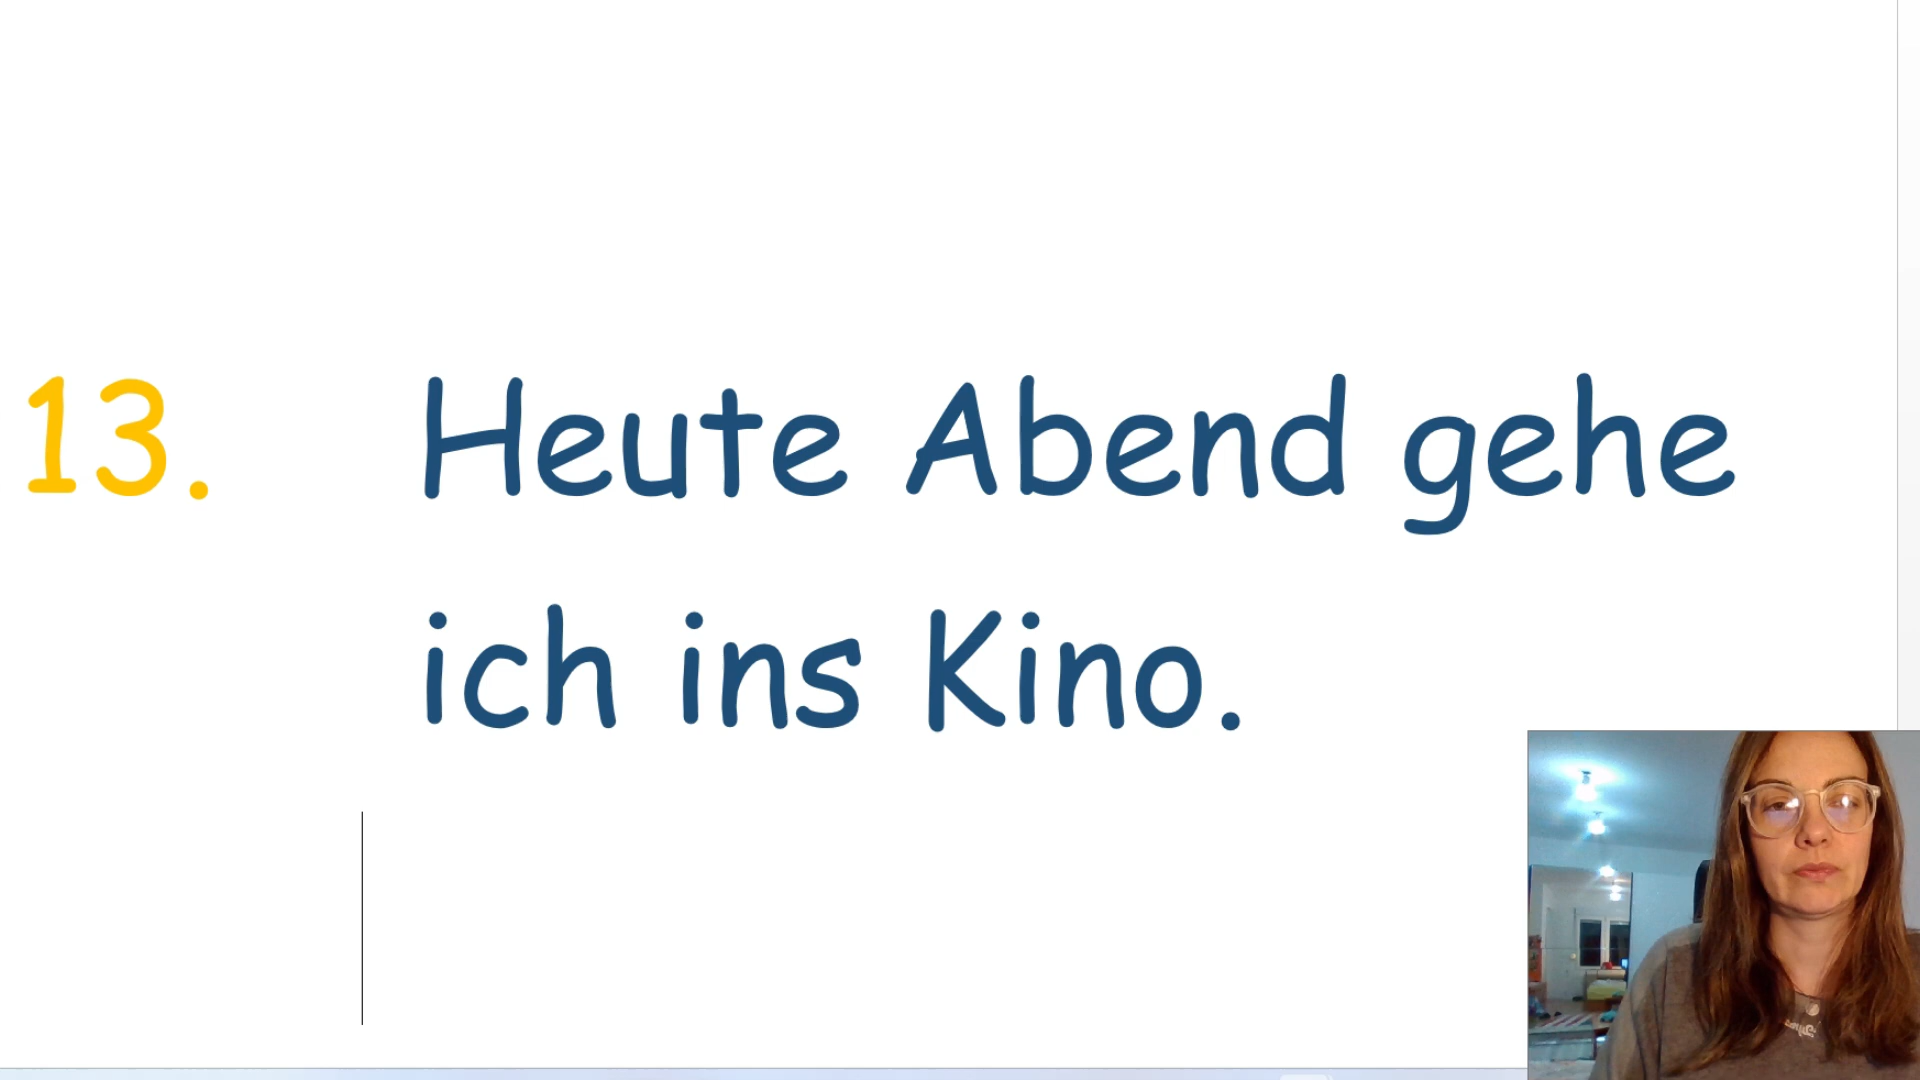 13. Heute Abend gehe
ich ins Kino.